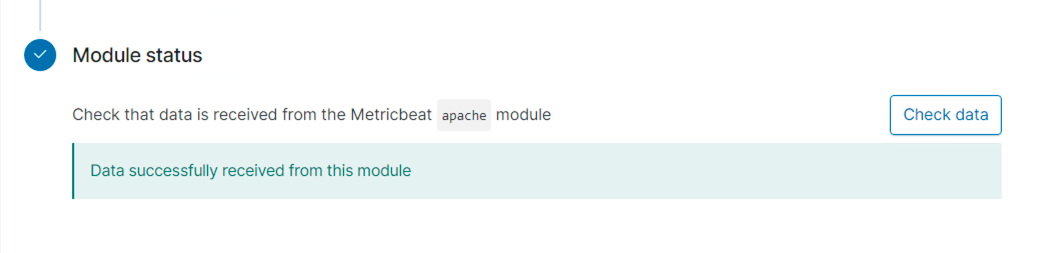 Module status
Check that data is received from the Metricbeat apache module
Check data
Data successfully received from this module